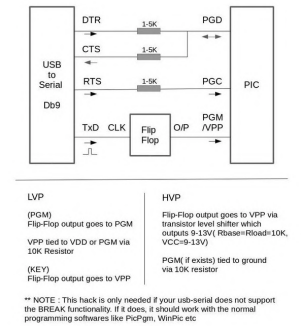 DTR
1-5K
PGD
CTS
1-5K
USB
to
Serial
Db9
RTS
1-5K
PGC
PIC
TxD
CLK
Flip
Flop
O/P
PGM
/VPP
LVP
(PGM)
Flip-Flop output goes to PGM
VPP tied to VDD or PGM via
10K Resistor
(KEY)
Flip-Flop output goes to VPP
HVP
Flip-Flop output goes to VPP via
transistor level shifter which
outputs 9-13V( Rbase=Rload=10K,
VCC=9-13V)
PGM( if exists) tied to ground
via 10K resistor
** NOTE : This hack is only needed if your usb-serial does not support
the BREAK functionality. If it does, it should work with the normal
programming softwares like PicPgm, WinPic etc